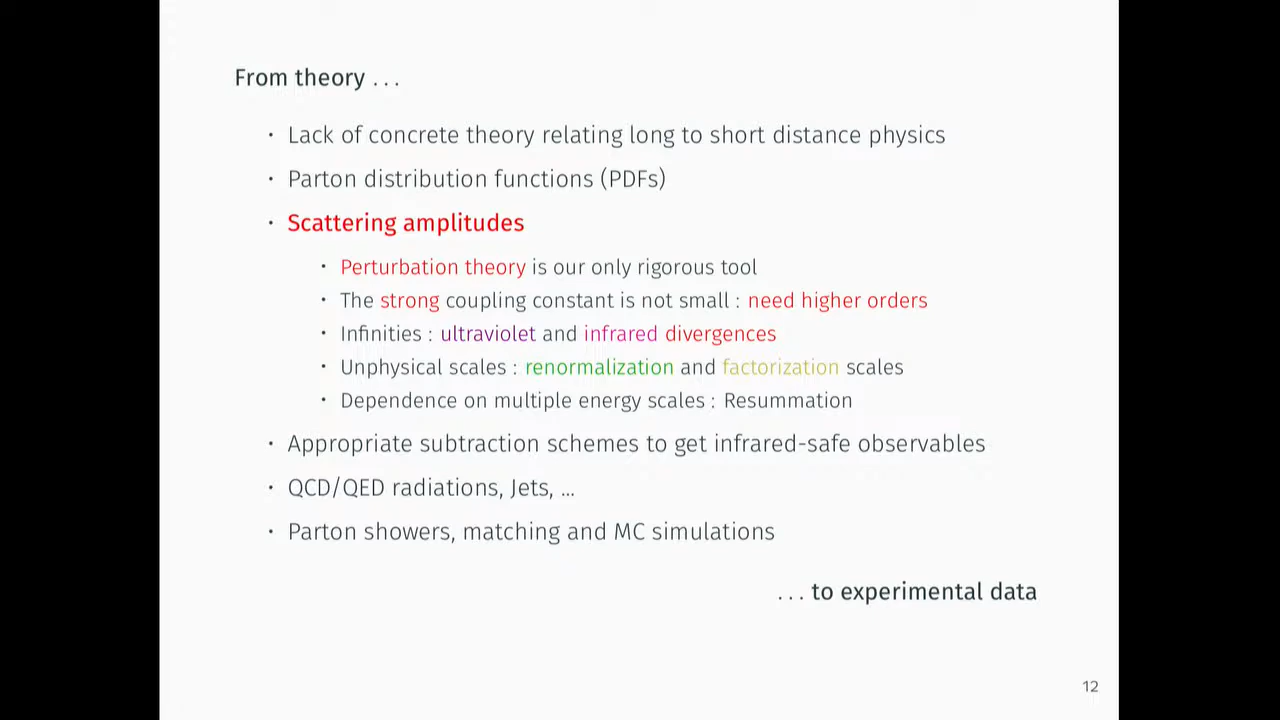 From theory . . .
· Lack of concrete theory relating long to short distance physics
· Parton distribution functions (PDFs)
· Scattering amplitudes
· Perturbation theory is our only rigorous tool
· The strong coupling constant is not small : need higher orders
· Infinities : ultraviolet and infrared divergences
· Unphysical scales : renormalization and factorization scales
· Dependence on multiple energy scales : Resummation
· Appropriate subtraction schemes to get infrared-safe observables
· QCD/QED radiations, Jets, ...
· Parton showers, matching and MC simulations
. . . to experimental data
12